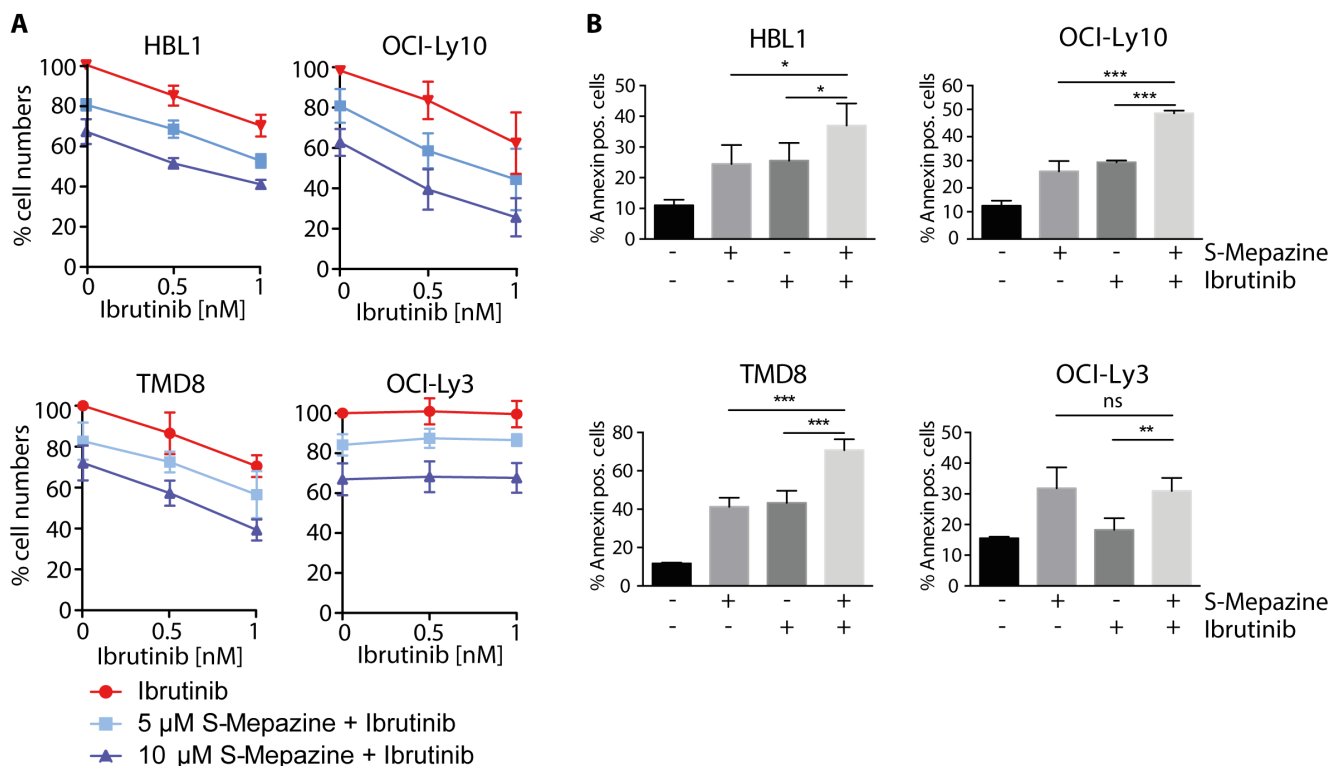 A
HBL1
% cell numbers
100
80
60
40
20
0
0 0.5 1
Ibrutinib [nM]
OCI-Ly10
100
80
60
40
20
0
0 0.5 1
Ibrutinib [nM]
TMD8
% cell numbers
100
80
60
40
20
0
0 0.5 1
Ibrutinib [nM]
OCI-Ly3
100
80
60
40
20
0
0 0.5 1
Ibrutinib [nM]
Ibrutinib
5 µM S-Mepazine + Ibrutinib
10 µM S-Mepazine + Ibrutinib
B
HBL1
% Annexin pos. cells
50
40
30
20
10
0
*
*
- + - +
- - + +
OCI-Ly10
% Annexin pos. cells
60
50
40
30
20
10
0
***
***
- + - + S-Mepazine
- - + + Ibrutinib
TMD8
% Annexin pos. cells
80
60
40
20
0
***
***
- + - +
- - + +
OCI-Ly3
% Annexin pos. cells
50
40
30
20
10
0
ns
**
- + - + S-Mepazine
- - + + Ibrutinib